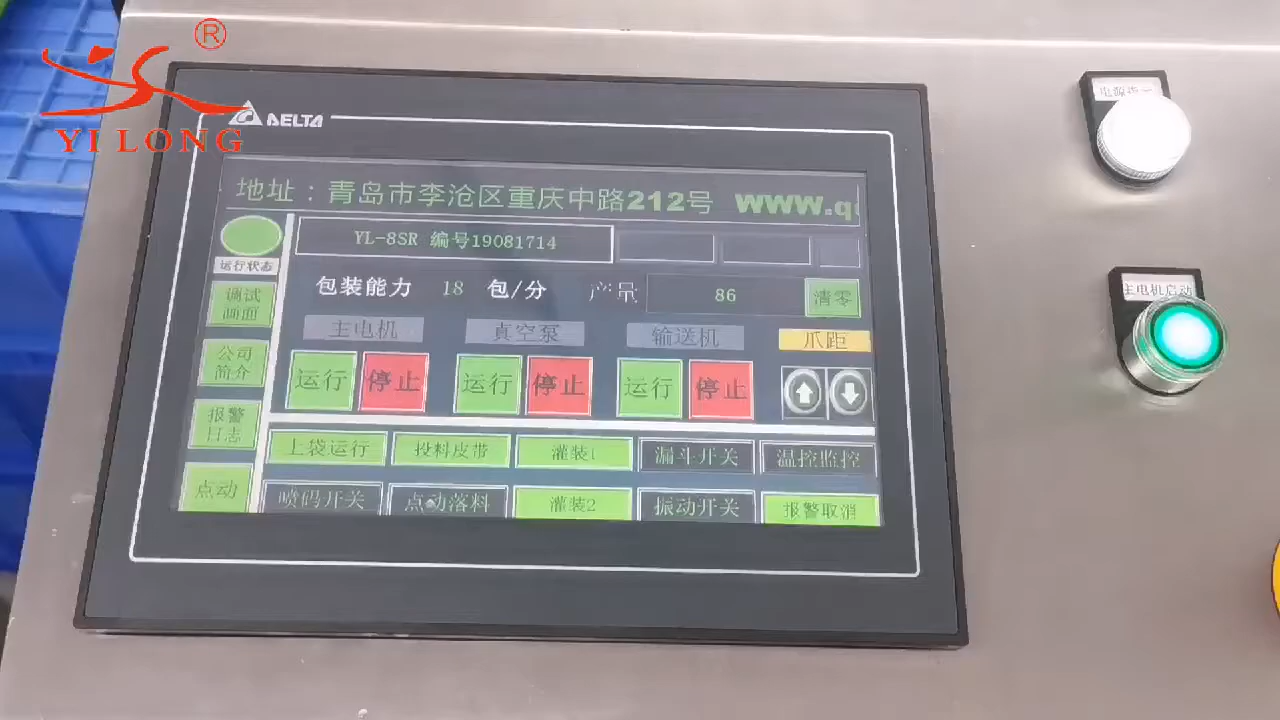 ®
YI LONG
DELTA
地址：青岛市李沧区重庆中路212号 WWW.q
YL-8SR 编号19081714
运行状态
包装能力 18 包/分 产量 86 清零
调试画面
主电机 真空泵 输送机 爪距
公司简介
运行 停止 运行 停止 运行 停止
报警日志
上袋运行 投料皮带 灌装1 漏斗开关 温控监控
点动
喷码开关 点动落料 灌装2 振动开关 报警取消
主电机启动